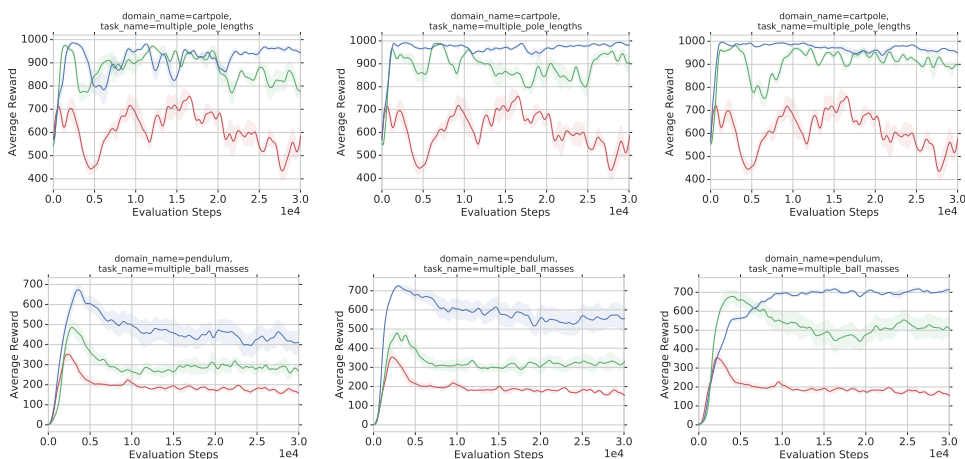 domain_name=cartpole,
task_name=multiple_pole_lengths
1000
900
800
700
600
500
400
Average Reward
0.0 0.5 1.0 1.5 2.0 2.5 3.0
Evaluation Steps 1e4
domain_name=cartpole,
task_name=multiple_pole_lengths
1000
900
800
700
600
500
400
Average Reward
0.0 0.5 1.0 1.5 2.0 2.5 3.0
Evaluation Steps 1e4
domain_name=cartpole,
task_name=multiple_pole_lengths
1000
900
800
700
600
500
400
Average Reward
0.0 0.5 1.0 1.5 2.0 2.5 3.0
Evaluation Steps 1e4
domain_name=pendulum,
task_name=multiple_ball_masses
700
600
500
400
300
200
100
0
Average Reward
0.0 0.5 1.0 1.5 2.0 2.5 3.0
Evaluation Steps 1e4
domain_name=pendulum,
task_name=multiple_ball_masses
700
600
500
400
300
200
100
0
Average Reward
0.0 0.5 1.0 1.5 2.0 2.5 3.0
Evaluation Steps 1e4
domain_name=pendulum,
task_name=multiple_ball_masses
700
600
500
400
300
200
100
0
Average Reward
0.0 0.5 1.0 1.5 2.0 2.5 3.0
Evaluation Steps 1e4